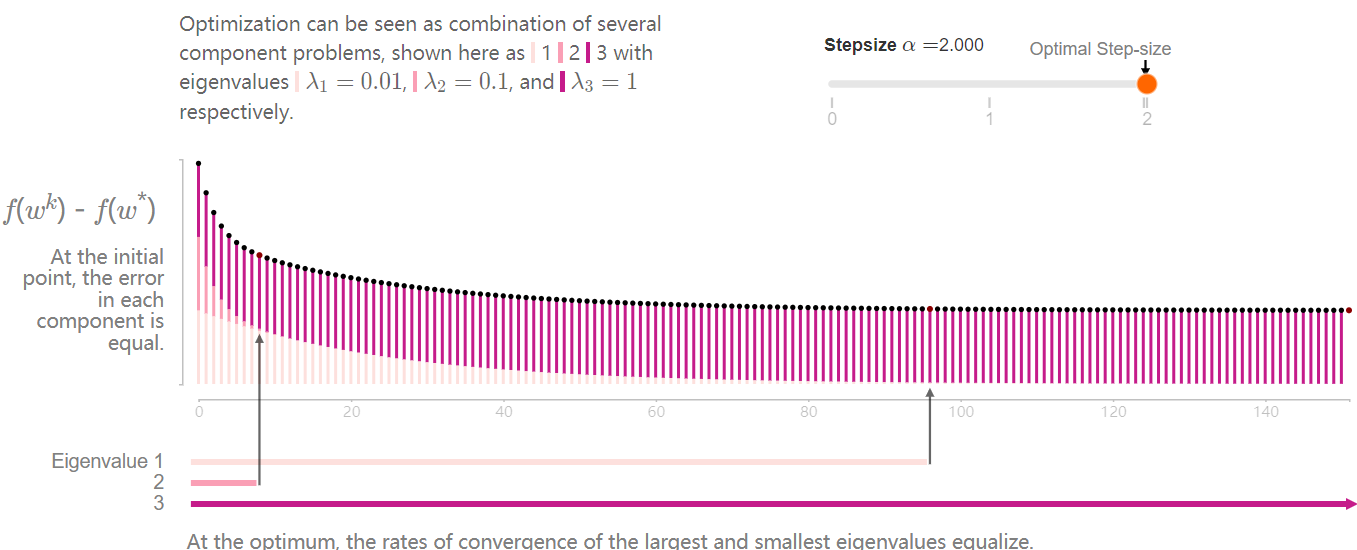 Optimization can be seen as combination of several
component problems, shown here as 1 2 3 with
eigenvalues λ₁ = 0.01, λ₂ = 0.1, and λ₃ = 1
respectively.
Stepsize α =2.000
Optimal Step-size
0 1 2
f(wᵏ) - f(w*)
At the initial
point, the error
in each
component is
equal.
0 20 40 60 80 100 120 140
Eigenvalue 1
2
3
At the optimum, the rates of convergence of the largest and smallest eigenvalues equalize.